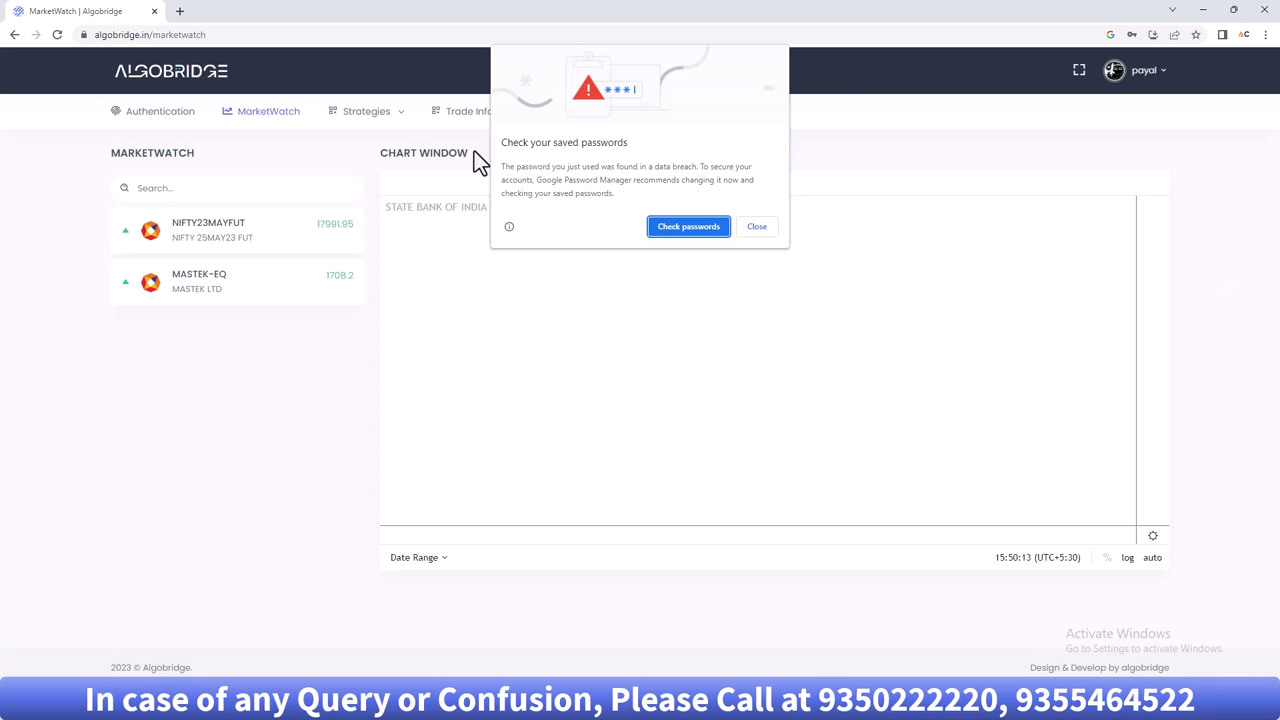 MarketWatch | Algobridge
algobridge.in/marketwatch
ALGOBRIDGE
payal
Authentication
MarketWatch
Strategies
Trade Info
MARKETWATCH
CHART WINDOW
Search...
NIFTY23MAYFUT
17991.95
NIFTY 25MAY23 FUT
MASTEK-EQ
1708.2
MASTEK LTD
STATE BANK OF INDIA
***|
Check your saved passwords
The password you just used was found in a data breach. To secure your
accounts, Google Password Manager recommends changing it now and
checking your saved passwords.
Check passwords
Close
Date Range
15:50:13 (UTC+5:30)
%
log
auto
Activate Windows
Go to Settings to activate Windows.
2023 © Algobridge.
Design & Develop by algobridge
In case of any Query or Confusion, Please Call at 9350222220, 9355464522